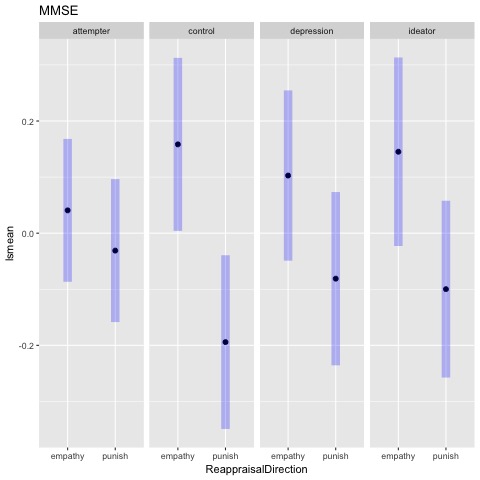 MMSE
attempter control depression ideator
0.2
0.0
-0.2
lsmean
empathy punish empathy punish empathy punish empathy punish
ReappraisalDirection